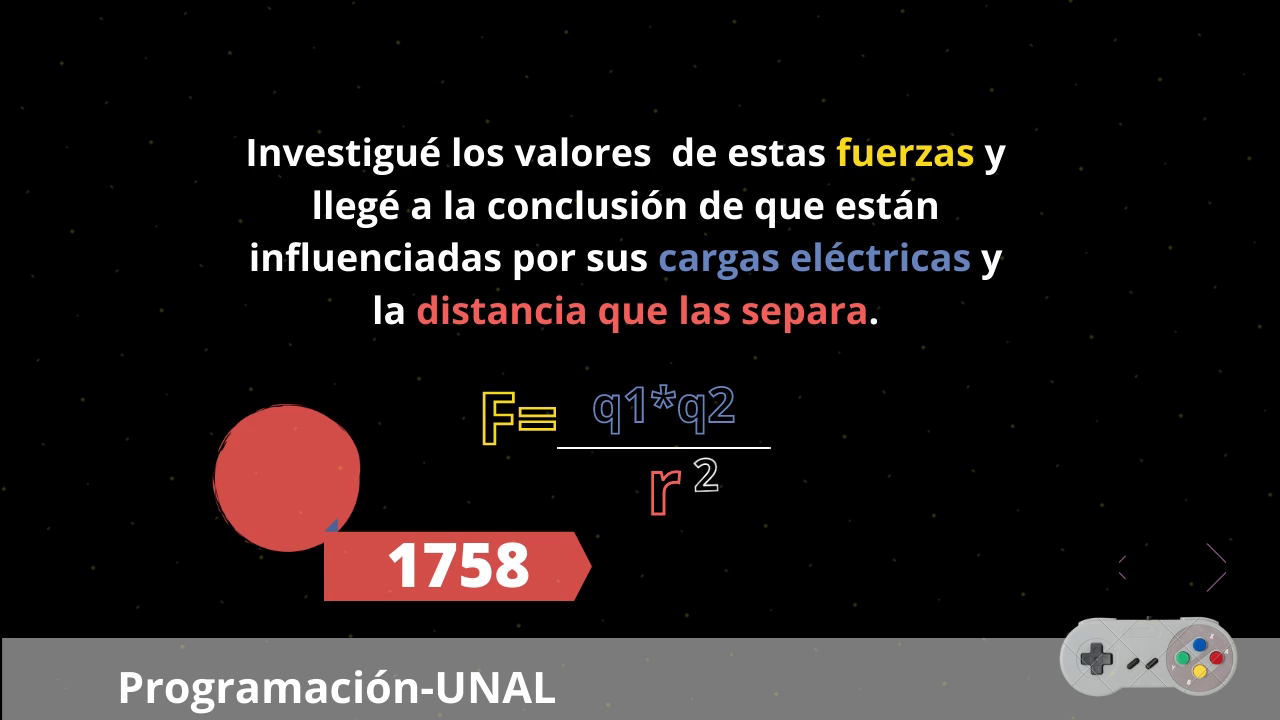 Investigué los valores  de estas fuerzas y
llegé a la conclusión de que están
influenciadas por sus cargas eléctricas y
la distancia que las separa.
F=
q1*q2
r 2
1758
Programación-UNAL